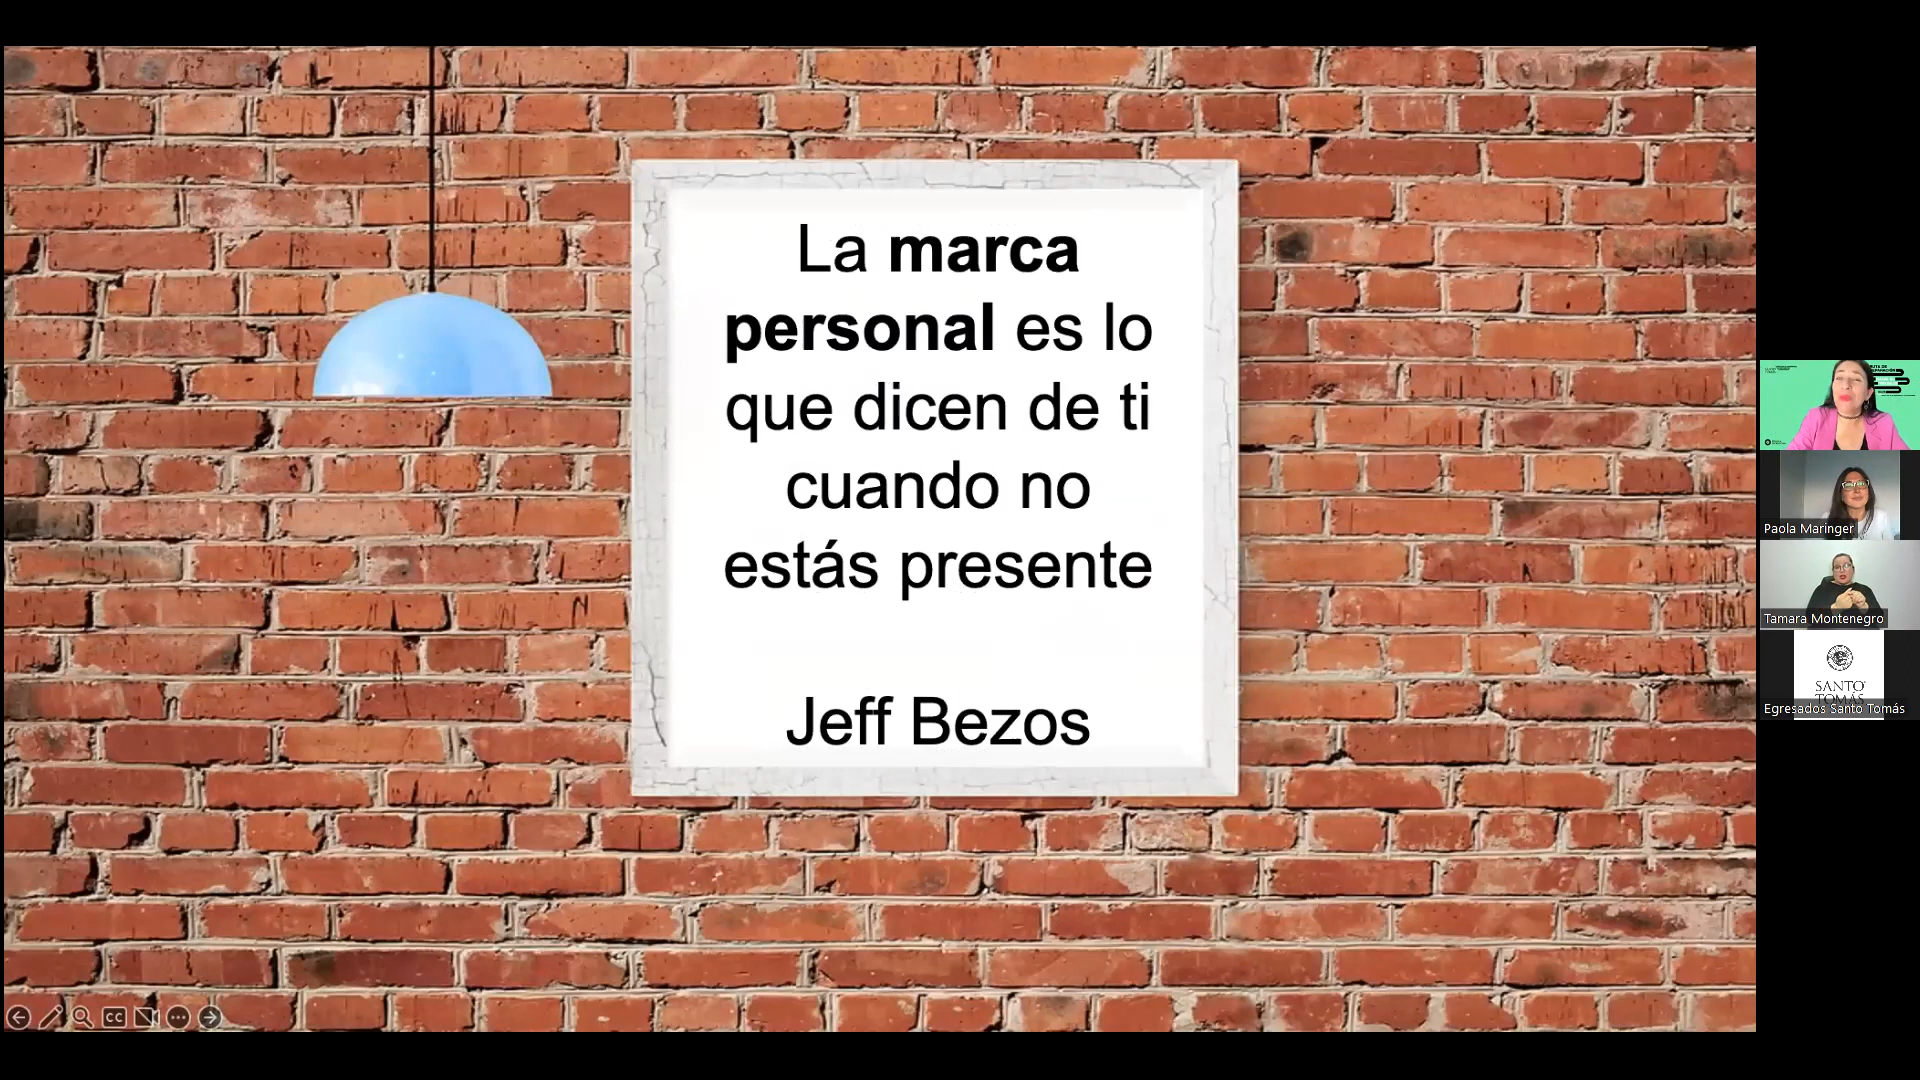 La marca
personal es lo
que dicen de ti
cuando no
estás presente
Jeff Bezos
Paola Maringer
Tamara Montenegro
SANTO
TOMÁS
Egresados Santo Tomás
CC